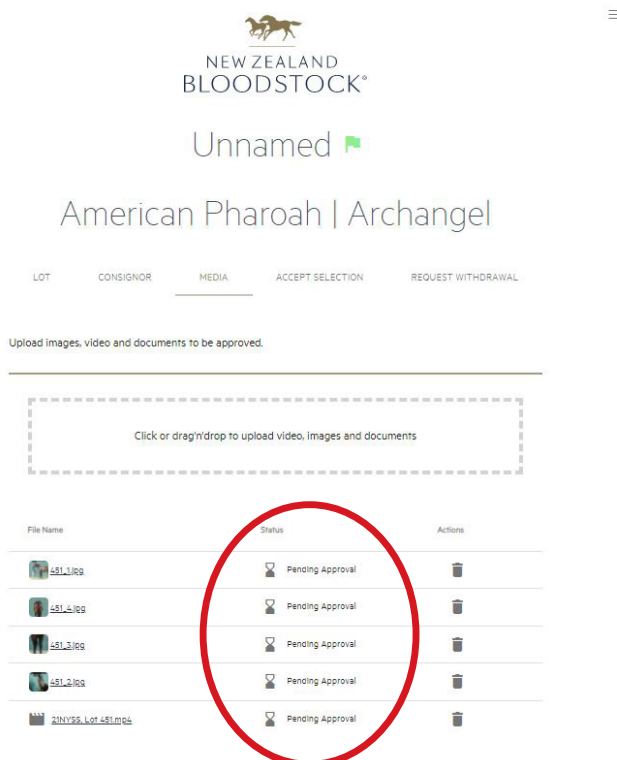 NEW ZEALAND
BLOODSTOCK®
Unnamed
American Pharoah | Archangel
LOT CONSIGNOR MEDIA ACCEPT SELECTION REQUEST WITHDRAWAL
Upload images, video and documents to be approved.
Click or drag'n'drop to upload video, images and documents
File Name Status Actions
451_1.jpg Pending Approval
451_4.jpg Pending Approval
451_3.jpg Pending Approval
451_2.jpg Pending Approval
21NYSS, Lot 451.mp4 Pending Approval